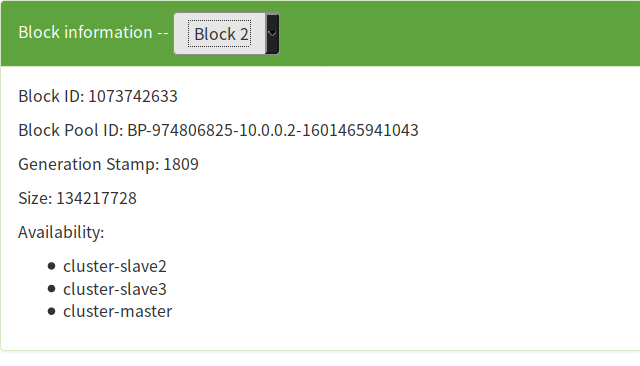 Block information -- Block 2
Block ID: 1073742633
Block Pool ID: BP-974806825-10.0.0.2-1601465941043
Generation Stamp: 1809
Size: 134217728
Availability:
cluster-slave2
cluster-slave3
cluster-master